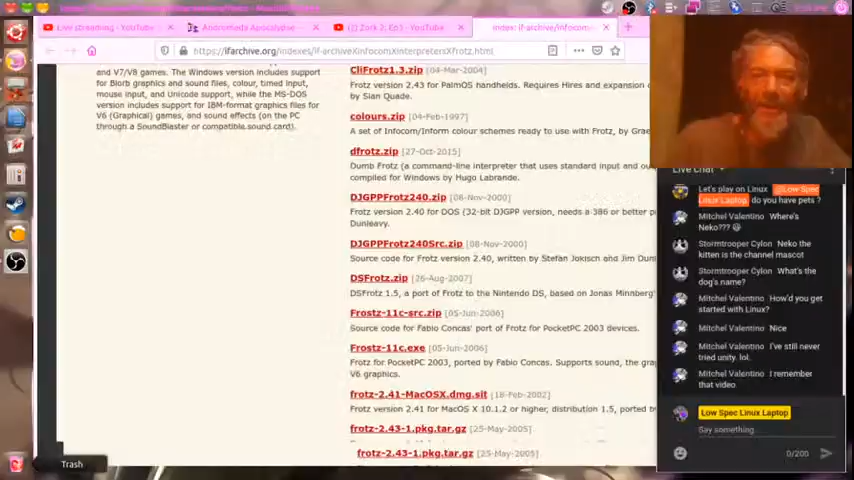 Live streaming - YouTube
Andromeda Apocalypse
Zork 2: Ep3 - YouTube
Index: if-archive/infocom
https://ifarchive.org/indexes/if-archiveXinfocomXinterpretersXfrotz.html
and V7/V8 games. The Windows version includes support
for Blorb graphics and sound files, colour, timed input,
mouse input, and Unicode support, while the MS-DOS
version includes support for IBM-format graphics files for
V6 (Graphical) games, and sound effects (on the PC
through a SoundBlaster or compatible sound card).
CliFrotz1.3.zip [04-Mar-2004]
Frotz version 2.43 for PalmOS handhelds. Requires Hires and expansion
by Sian Quade.
colours.zip [04-Feb-1997]
A set of Infocom/Inform colour schemes ready to use with Frotz, by
dfrotz.zip [27-Oct-2015]
Dumb Frotz (a command-line interpreter that uses standard input and
compiled for Windows by Hugo Labrande.
DJGPPFrotz240.zip [08-Nov-2000]
Frotz version 2.40 for DOS (32-bit DJGPP version, needs a 386 or better
Dunleavy.
DJGPPFrotz240Src.zip [08-Nov-2000]
Source code for Frotz version 2.40, written by Stefan Jokisch and Jim
DSFrotz.zip [26-Aug-2007]
DSFrotz 1.5, a port of Frotz to the Nintendo DS, based on Jonas
Frostz-11c-src.zip [05-Jun-2006]
Source code for Fabio Concas' port of Frotz for PocketPC 2003 devices.
Frostz-11c.exe [05-Jun-2006]
Frotz for PocketPC 2003, ported by Fabio Concas. Supports sound, the
V6 graphics.
frotz-2.41-MacOSX.dmg.sit [18-Feb-2002]
Frotz version 2.41 for MacOS X 10.1.2 or higher, distribution 1.5, ported
frotz-2.43-1.pkg.tar.gz [25-May-2005]
frotz-2.43-1.pkg.tar.gz [25-May-2005]
Trash
Live chat
Let's play on Linux @Low Spec
Linux Laptop do you have pets ?
Mitchel Valentino Where's
Neko???
Stormtrooper Cylon Neko the
kitten is the channel mascot
Stormtrooper Cylon What's the
dog's name?
Mitchel Valentino How'd you get
started with Linux?
Mitchel Valentino Nice
Mitchel Valentino I've still never
tried unity. lol.
Mitchel Valentino I remember
that video.
Low Spec Linux Laptop
Say something...
0/200